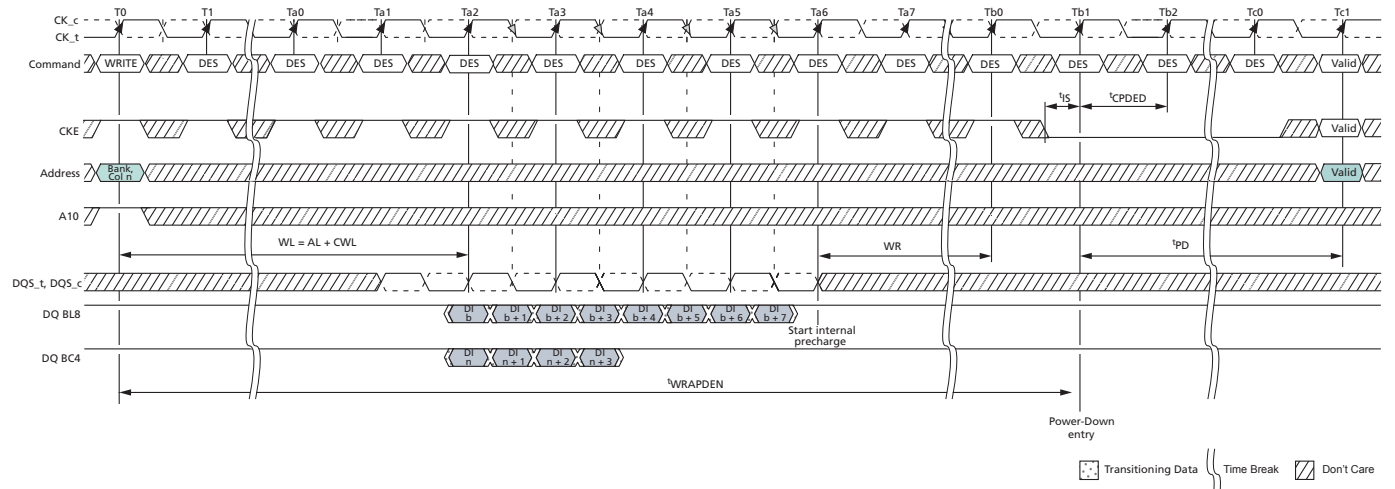 T0 T1 Ta0 Ta1 Ta2 Ta3 Ta4 Ta5 Ta6 Ta7 Tb0 Tb1 Tb2 Tc0 Tc1
CK_c
CK_t
Command WRITE DES DES DES DES DES DES DES DES DES DES DES DES DES Valid
tIS tCPDED
CKE Valid
Address Bank, Col n Valid
A10
WL = AL + CWL WR tPD
DQS_t, DQS_c
DQ BL8 DI b DI b + 1 DI b + 2 DI b + 3 DI b + 4 DI b + 5 DI b + 6 DI b + 7
Start internal
precharge
DQ BC4 DI n DI n + 1 DI n + 2 DI n + 3
tWRAPDEN
Power-Down
entry
Transitioning Data Time Break Don't Care